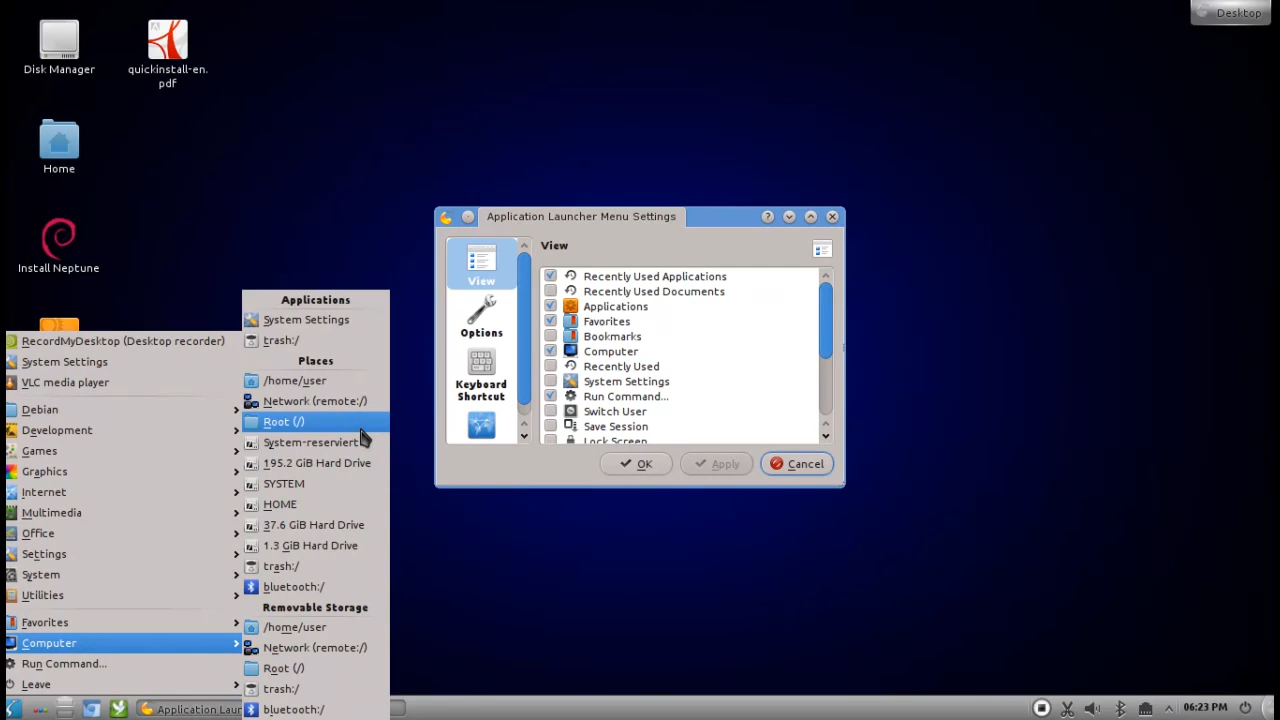 Desktop
Disk Manager
quickinstall-en.
pdf
Home
Install Neptune
RecordMyDesktop (Desktop recorder)
System Settings
VLC media player
Debian
Development
Games
Graphics
Internet
Multimedia
Office
Settings
System
Utilities
Favorites
Computer
Run Command...
Leave
Applications
System Settings
trash:/
Places
/home/user
Network (remote:/)
Root (/)
System-reserviert
195.2 GiB Hard Drive
SYSTEM
HOME
37.6 GiB Hard Drive
1.3 GiB Hard Drive
trash:/
bluetooth:/
Removable Storage
/home/user
Network (remote:/)
Root (/)
trash:/
bluetooth:/
Application Launcher Menu Settings
View
Options
Keyboard
Shortcut
View
Recently Used Applications
Recently Used Documents
Applications
Favorites
Bookmarks
Computer
Recently Used
System Settings
Run Command...
Switch User
Save Session
Lock Screen
OK
Apply
Cancel
Application Laun
06:23 PM